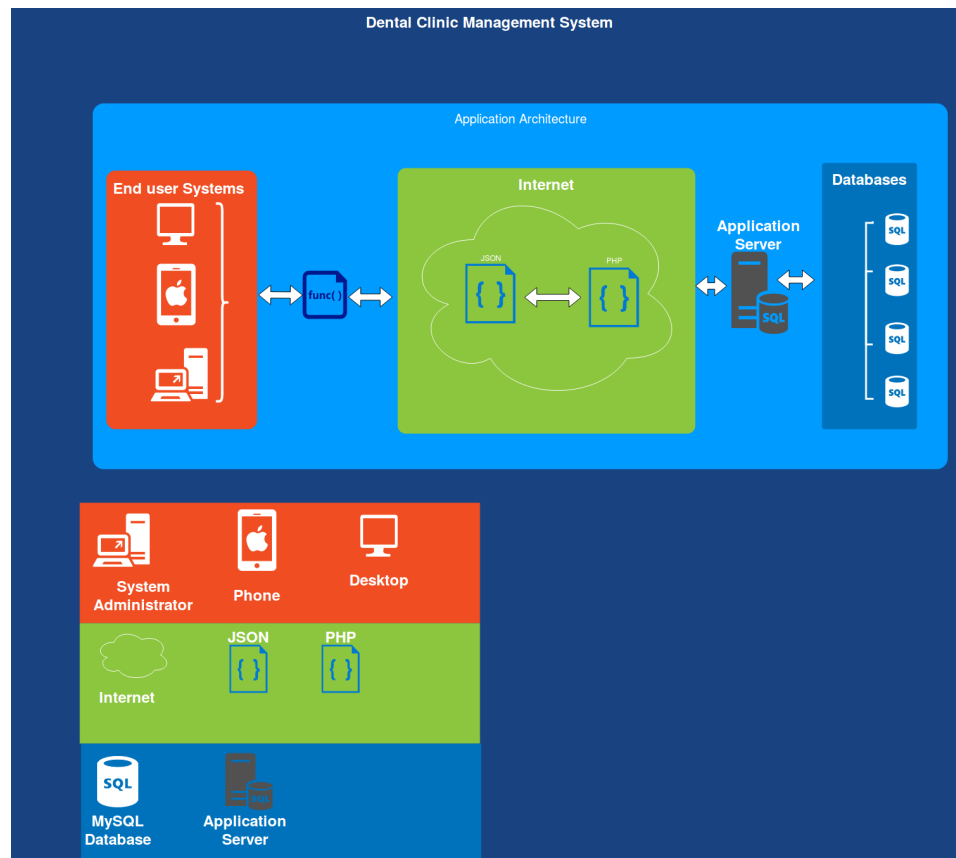 Dental Clinic Management System
Application Architecture
End user Systems
Internet
Databases
Application
Server
JSON
PHP
{ }
{ }
func( )
SQL
SQL
SQL
SQL
SQL
System
Administrator
Phone
Desktop
JSON
PHP
{ }
{ }
Internet
SQL
SQL
MySQL
Database
Application
Server